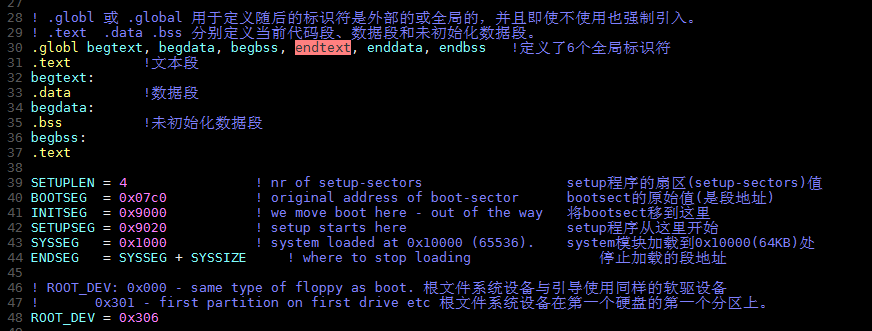 27
28 ! .globl 或 .global 用于定义随后的标识符是外部的或全局的，并且即使不使用也强制引入。
29 ! .text  .data .bss 分别定义当前代码段、数据段和未初始化数据段。
30 .globl begtext, begdata, begbss, endtext, enddata, endbss   !定义了6个全局标识符
31 .text         !文本段
32 begtext:
33 .data         !数据段
34 begdata:
35 .bss          !未初始化数据段
36 begbss:
37 .text
38
39 SETUPLEN = 4                ! nr of setup-sectors                  setup程序的扇区(setup-sectors)值
40 BOOTSEG  = 0x07c0           ! original address of boot-sector      bootsect的原始值(是段地址)
41 INITSEG  = 0x9000           ! we move boot here - out of the way   将bootsect移到这里
42 SETUPSEG = 0x9020           ! setup starts here                    setup程序从这里开始
43 SYSSEG   = 0x1000           ! system loaded at 0x10000 (65536).    system模块加载到0x10000(64KB)处
44 ENDSEG   = SYSSEG + SYSSIZE     ! where to stop loading                停止加载的段地址
45
46 ! ROOT_DEV: 0x000 - same type of floppy as boot. 根文件系统设备与引导使用同样的软驱设备
47 !       0x301 - first partition on first drive etc 根文件系统设备在第一个硬盘的第一个分区上。
48 ROOT_DEV = 0x306